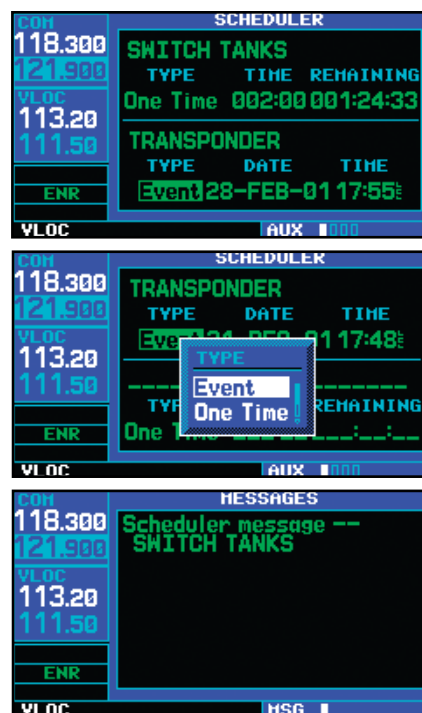 COM
SCHEDULER
118.300
SWITCH TANKS
121.900
TYPE TIME REMAINING
VLOC
One Time 002:00 001:24:33
113.20
111.50
TRANSPONDER
TYPE DATE TIME
ENR
Event 28-FEB-01 17:55
VLOC
AUX
COM
SCHEDULER
118.300
TRANSPONDER
121.900
TYPE DATE TIME
17:48
VLOC
TYPE
113.20
Event
111.50
One Time
REMAINING
ENR
One
__:__:__
VLOC
AUX
COM
MESSAGES
118.300
Scheduler message --
121.900
SWITCH TANKS
VLOC
113.20
111.50
ENR
VLOC
MSG